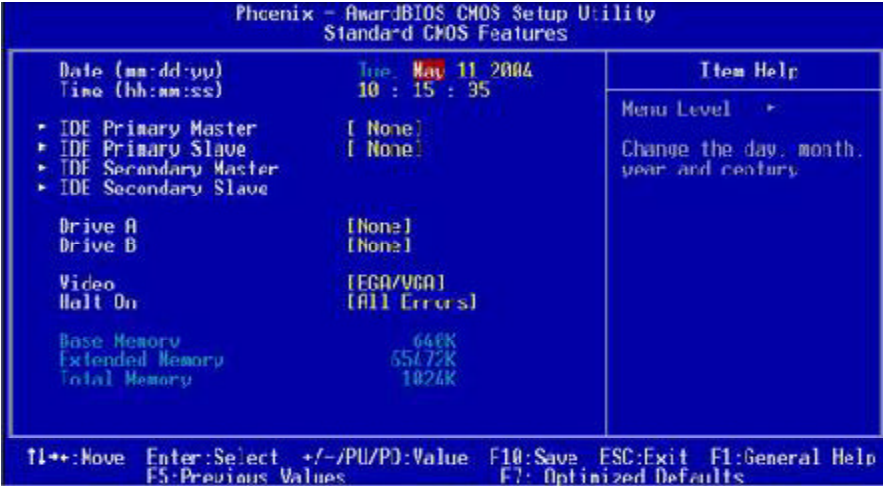 Phoenix - AwardBIOS CMOS Setup Utility
Standard CMOS Features
Date (mm:dd:yy) Tue, May 11 2004
Time (hh:mm:ss) 10 : 15 : 35
► IDE Primary Master [ None]
► IDE Primary Slave [ None]
► IDE Secondary Master
► IDE Secondary Slave
Drive A [None]
Drive B [None]
Video [EGA/VGA]
Halt On [All Errors]
Base Memory 640K
Extended Memory 65472K
Total Memory 1024K
Item Help
Menu Level ►
Change the day, month,
year and century
↑↓→←:Move Enter:Select +/-/PU/PD:Value F10:Save ESC:Exit F1:General Help
F5:Previous Values F7: Optimized Defaults